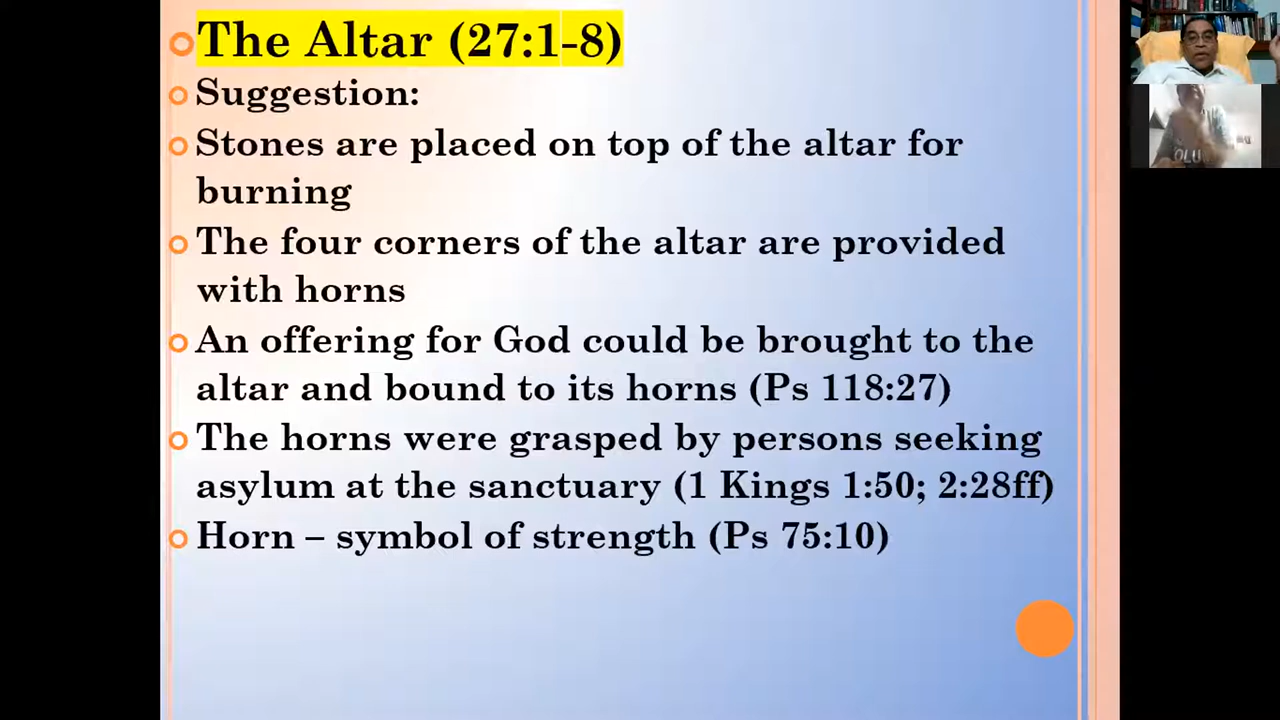 The Altar (27:1-8)
Suggestion:
Stones are placed on top of the altar for
burning
The four corners of the altar are provided
with horns
An offering for God could be brought to the
altar and bound to its horns (Ps 118:27)
The horns were grasped by persons seeking
asylum at the sanctuary (1 Kings 1:50; 2:28ff)
Horn – symbol of strength (Ps 75:10)